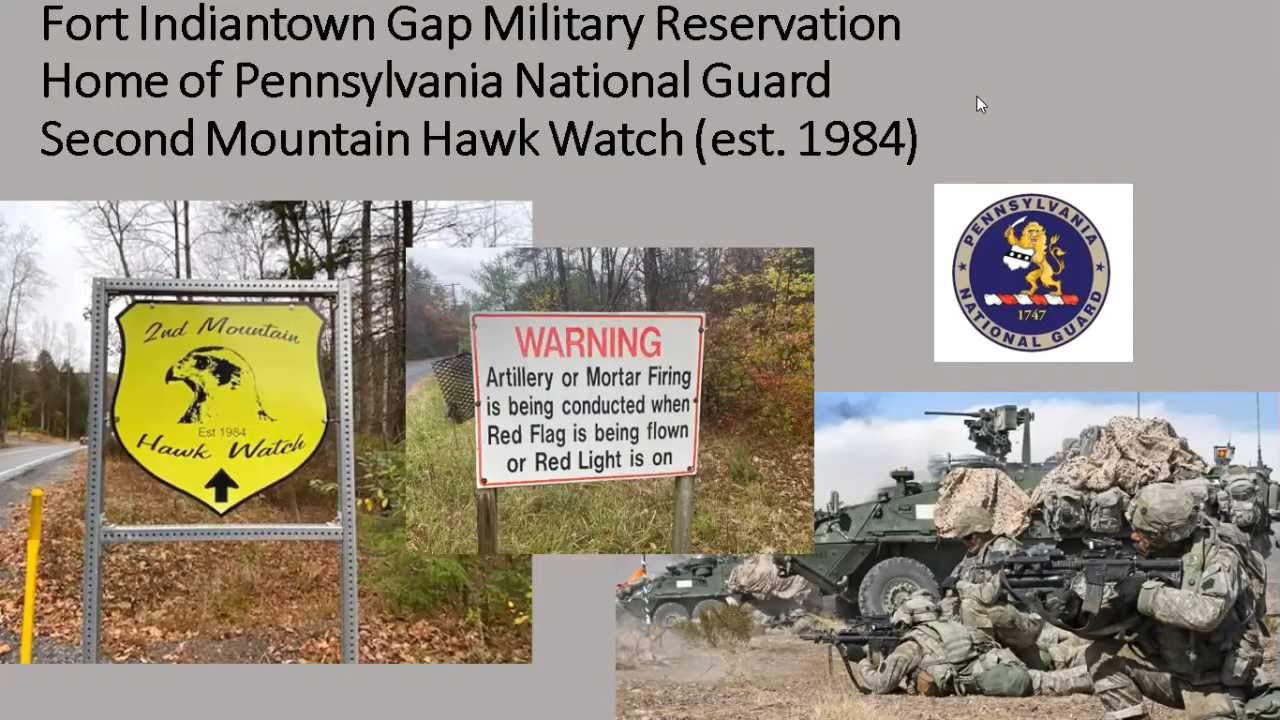 Fort Indiantown Gap Military Reservation
Home of Pennsylvania National Guard
Second Mountain Hawk Watch (est. 1984)
2nd Mountain
Est 1984
Hawk Watch
WARNING
Artillery or Mortar Firing
is being conducted when
Red Flag is being flown
or Red Light is on
PENNSYLVANIA
1747
NATIONAL GUARD